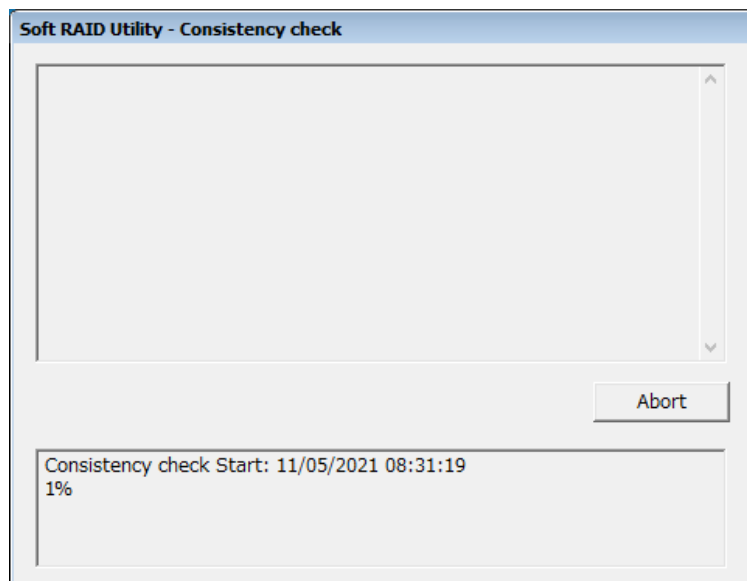 Soft RAID Utility - Consistency check
Abort
Consistency check Start: 11/05/2021 08:31:19
1%